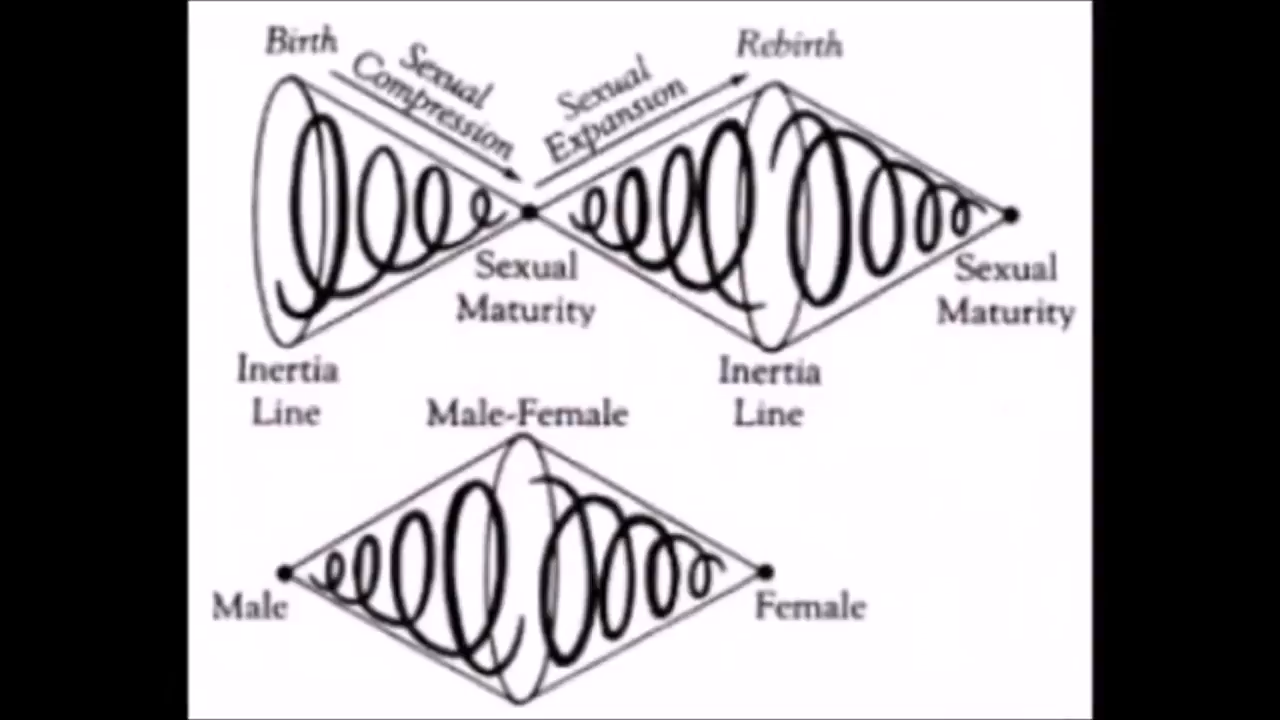 Birth
Sexual
Compression
Sexual
Expansion
Rebirth
Sexual
Maturity
Sexual
Maturity
Inertia
Line
Inertia
Line
Male-Female
Male
Female